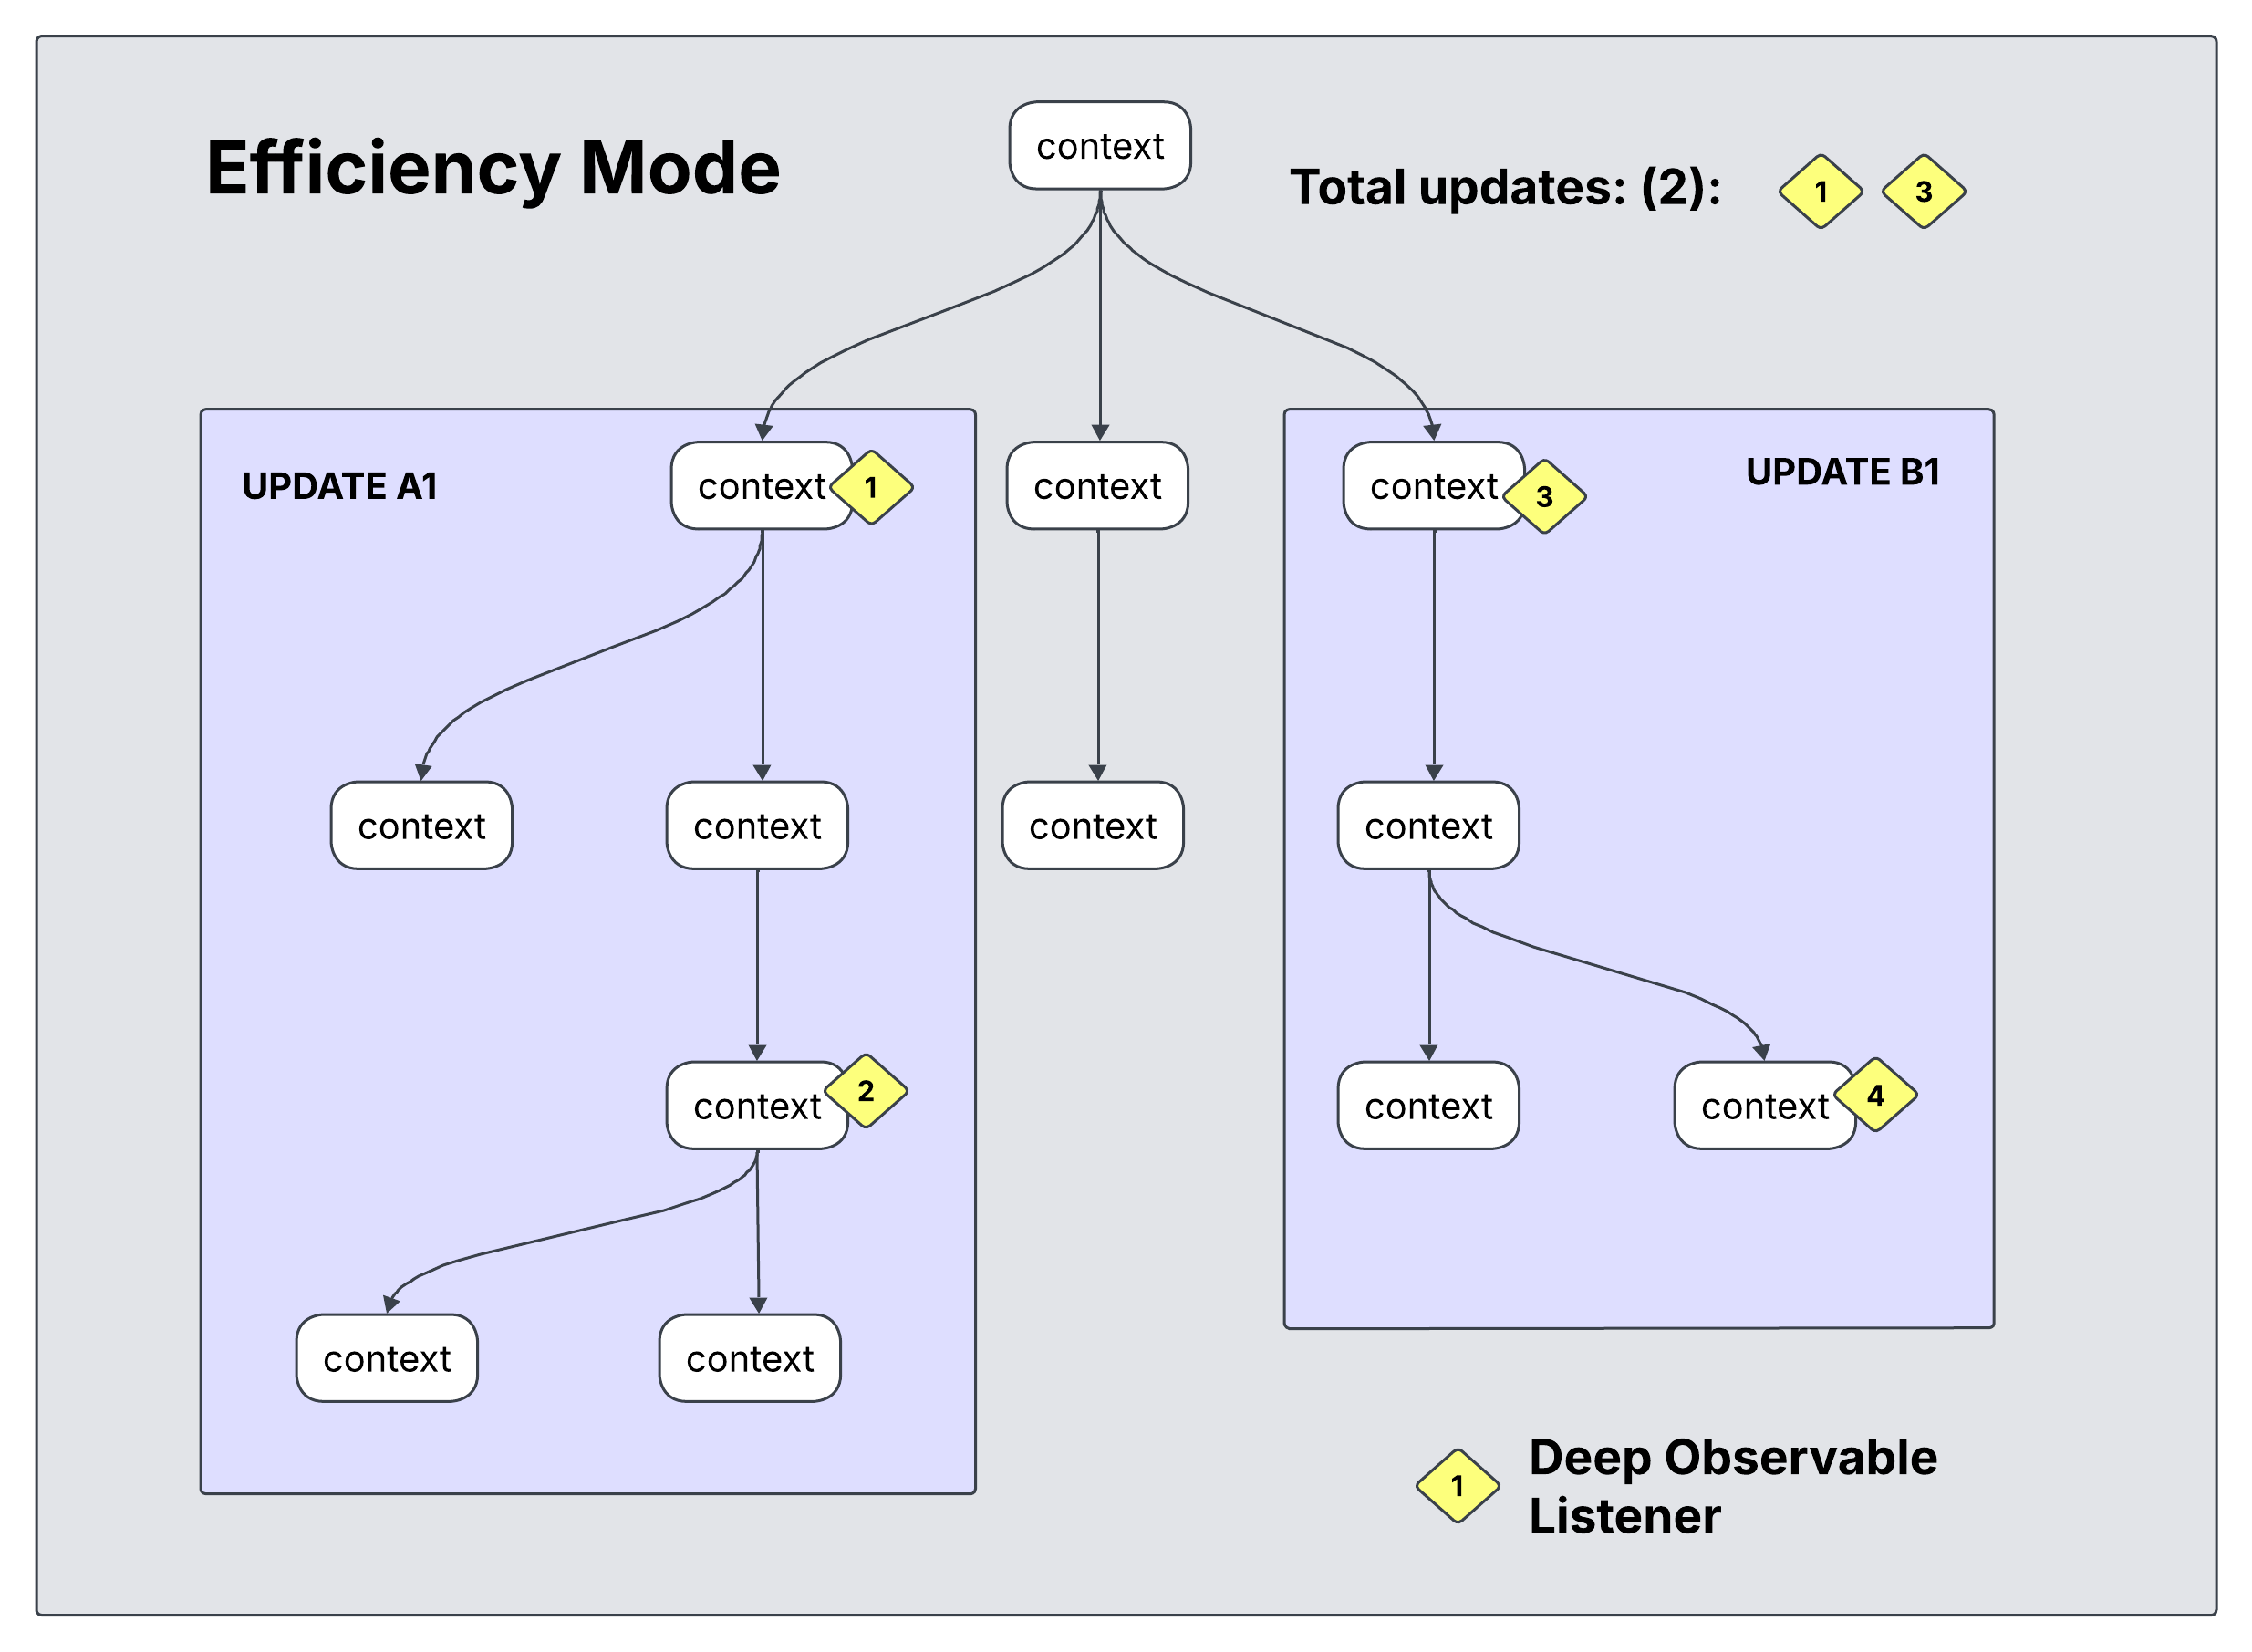 Efficiency Mode
context
Total updates: (2):
1
3
UPDATE A1
context
1
context
context
3
UPDATE B1
context
context
context
context
context
2
context
context
4
context
context
1
Deep Observable
Listener